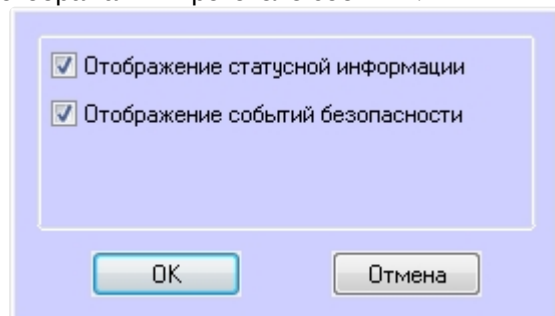 Отображение статусной информации
Отображение событий безопасности
OK Отмена